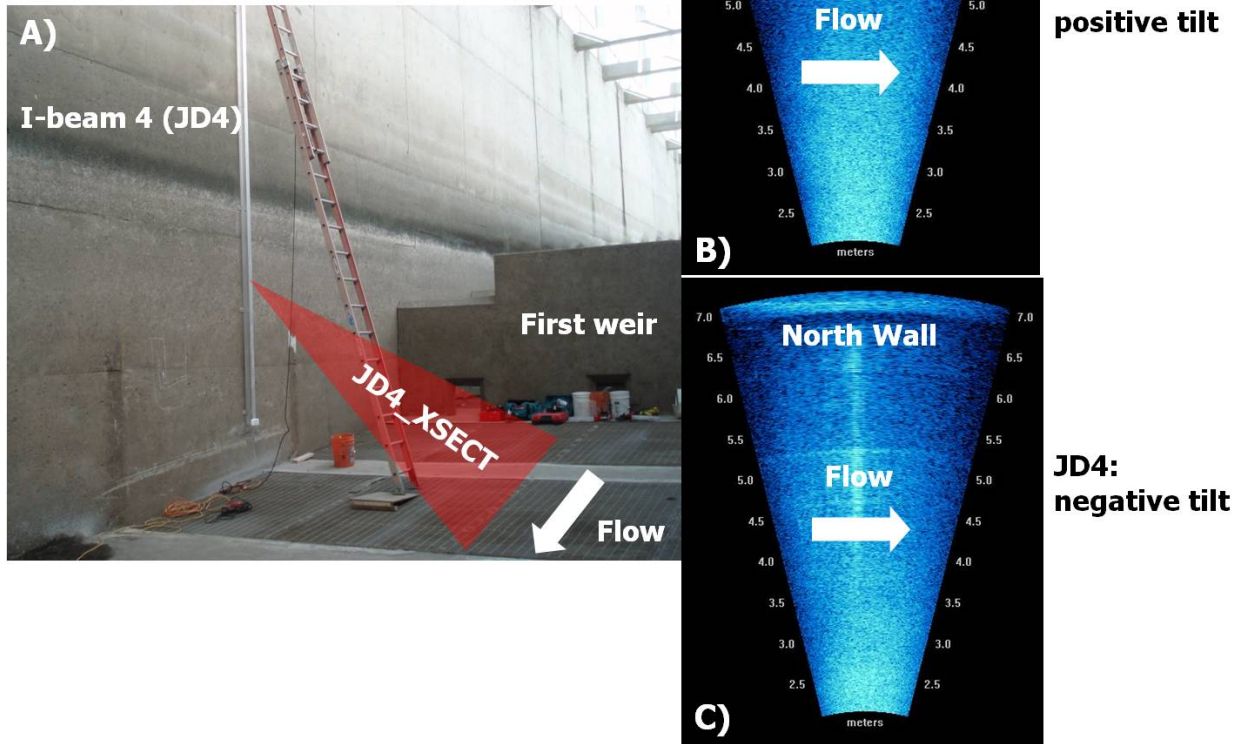 A)
I-beam 4 (JD4)
First weir
JD4_XSECT
Flow
5.0
5.0
Flow
4.5
4.5
4.0
4.0
3.5
3.5
3.0
3.0
2.5
2.5
B)
meters
positive tilt
7.0
7.0
North Wall
6.5
6.5
6.0
6.0
5.5
5.5
Flow
5.0
5.0
4.5
4.5
4.0
4.0
3.5
3.5
3.0
3.0
2.5
2.5
C)
meters
JD4:
negative tilt